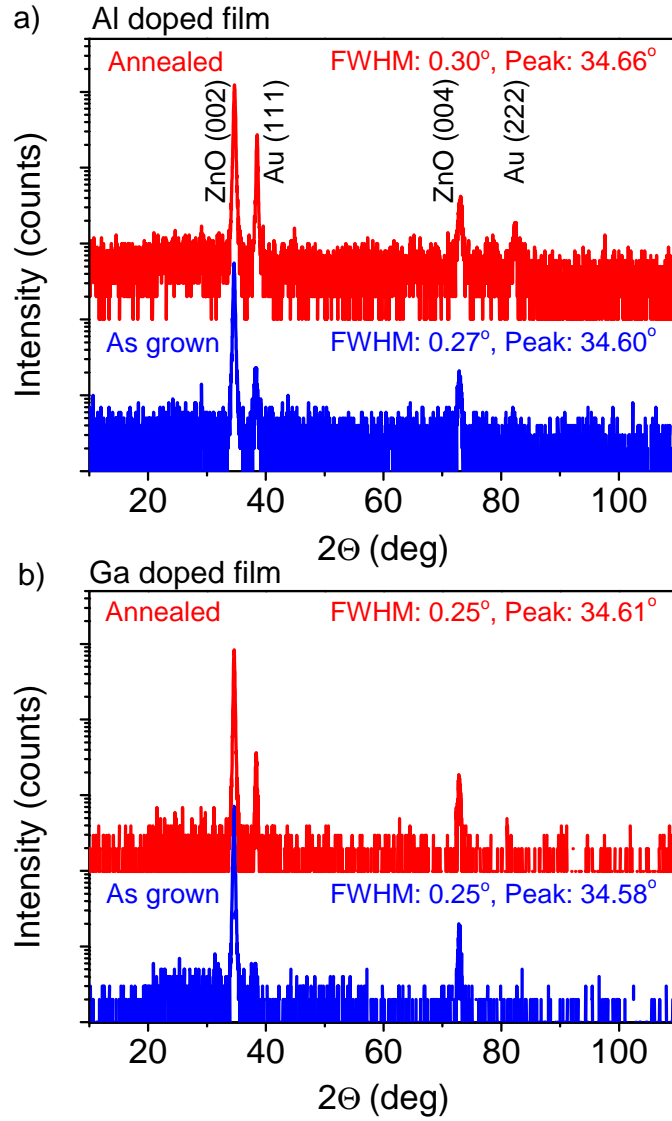 a)
Al doped film
Annealed
FWHM: 0.30°, Peak: 34.66°
ZnO (002)
Au (111)
ZnO (004)
Au (222)
As grown
FWHM: 0.27°, Peak: 34.60°
Intensity (counts)
20 40 60 80 100
2Θ (deg)
b)
Ga doped film
Annealed
FWHM: 0.25°, Peak: 34.61°
As grown
FWHM: 0.25°, Peak: 34.58°
Intensity (counts)
20 40 60 80 100
2Θ (deg)